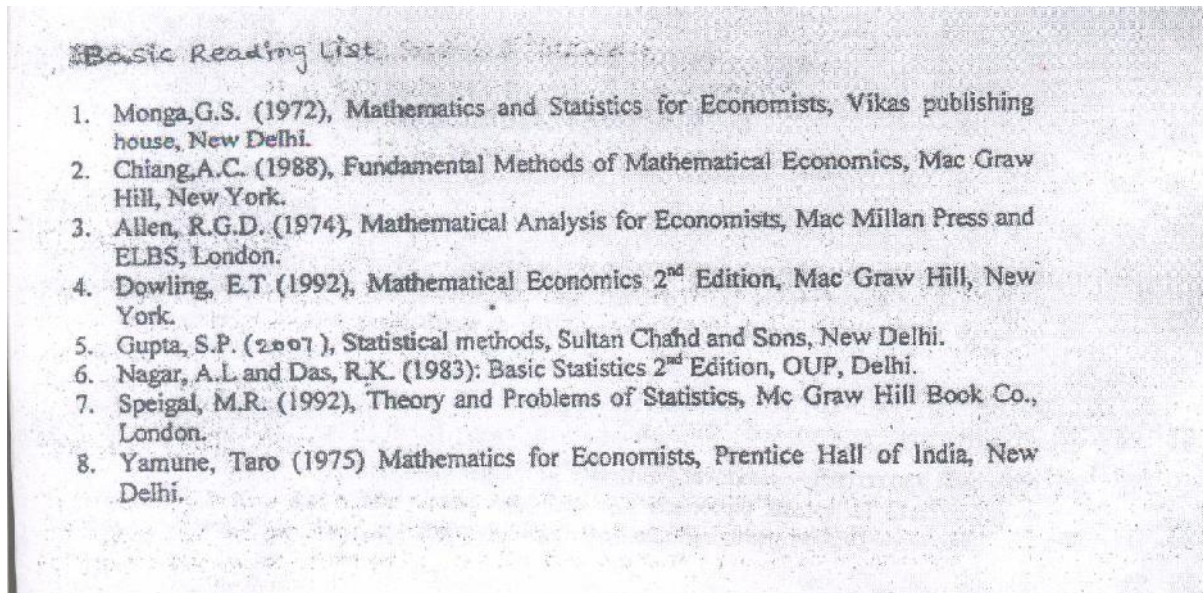 Basic Reading List
1. Monga,G.S. (1972), Mathematics and Statistics for Economists, Vikas publishing
house, New Delhi.
2. Chiang,A.C. (1988), Fundamental Methods of Mathematical Economics, Mac Graw
Hill, New York.
3. Allen, R.G.D. (1974), Mathematical Analysis for Economists, Mac Millan Press and
ELBS, London.
4. Dowling, E.T (1992), Mathematical Economics 2nd Edition, Mac Graw Hill, New
York.
5. Gupta, S.P. (2007), Statistical methods, Sultan Chand and Sons, New Delhi.
6. Nagar, A.L and Das, R.K. (1983): Basic Statistics 2nd Edition, OUP, Delhi.
7. Speigal, M.R. (1992), Theory and Problems of Statistics, Mc Graw Hill Book Co.,
London.
8. Yamune, Taro (1975) Mathematics for Economists, Prentice Hall of India, New
Delhi.